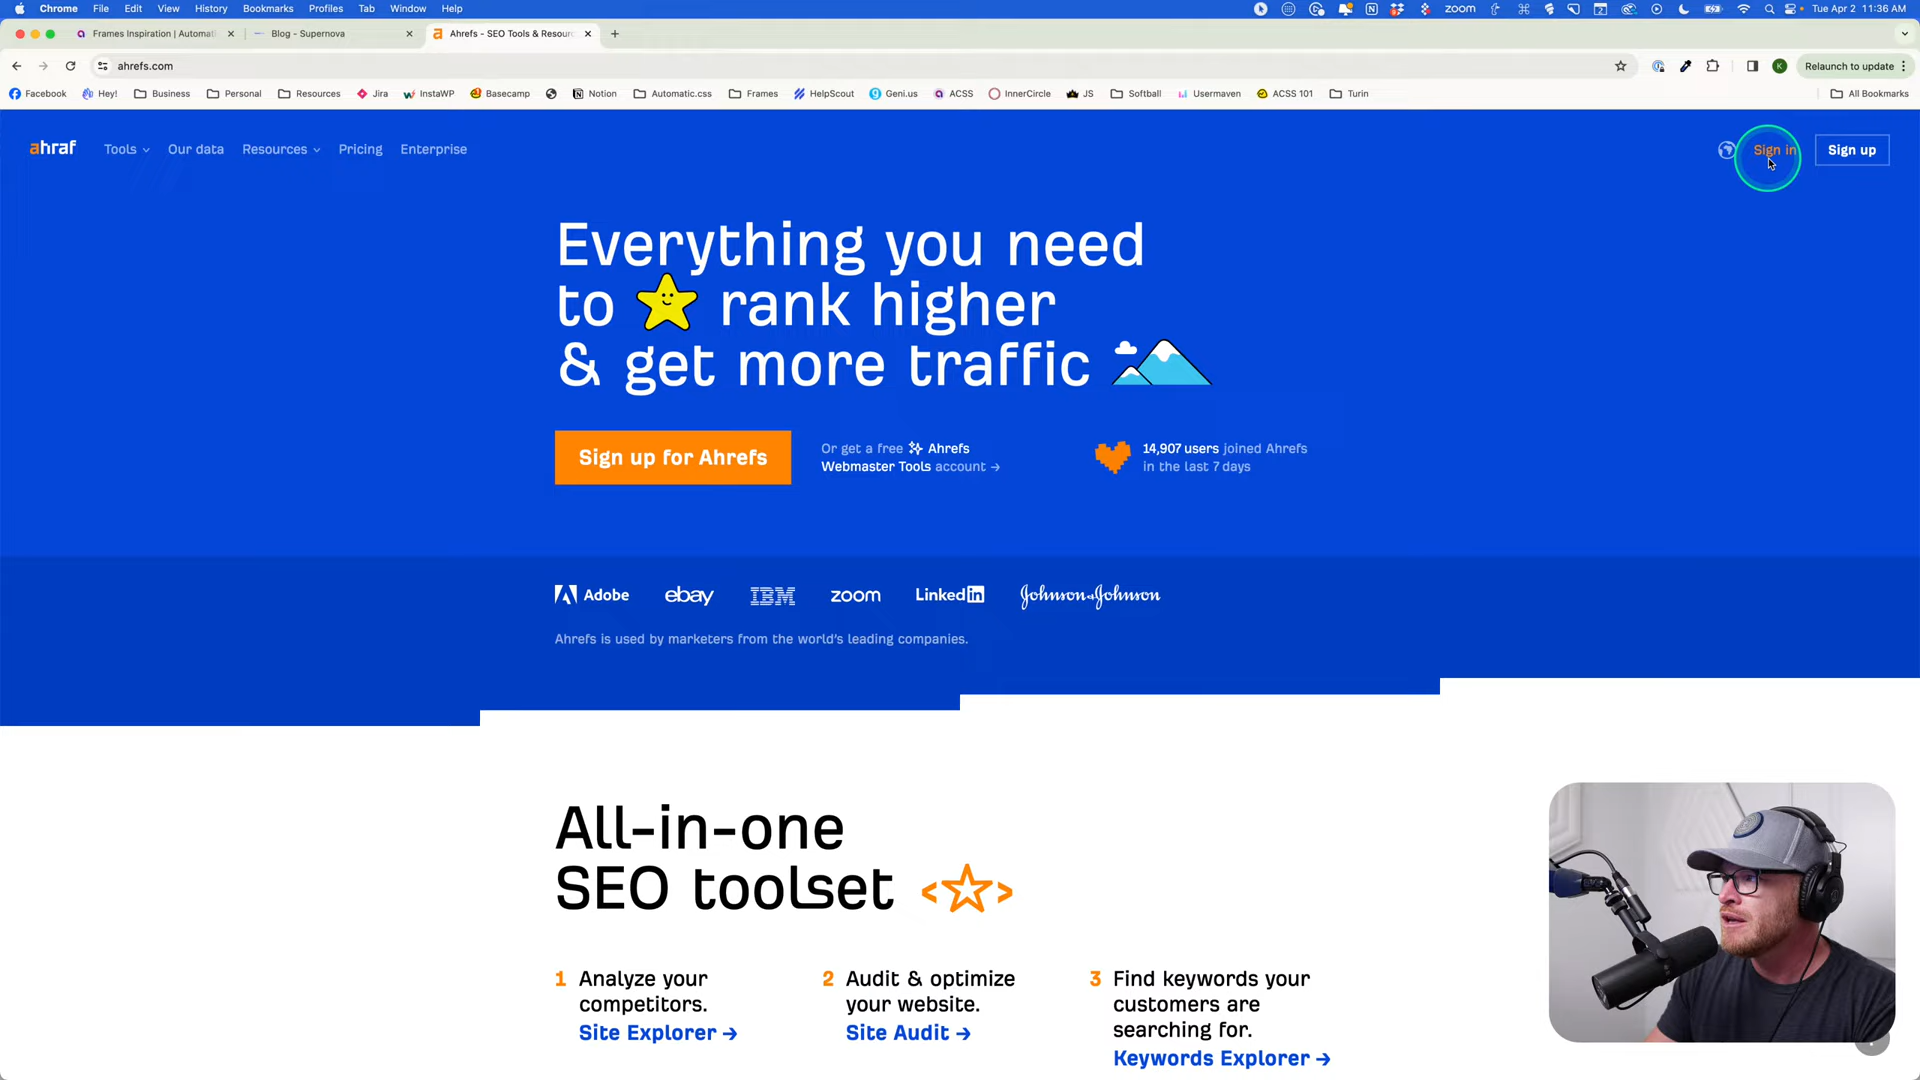 Chrome File Edit View History Bookmarks Profiles Tab Window Help zoom 2 Tue Apr 2 11:36 AM
Frames Inspiration | Automati Blog - Supernova a Ahrefs - SEO Tools & Resourc
ahrefs.com K Relaunch to update
Facebook Hey! Business Personal Resources Jira InstaWP Basecamp Notion Automatic.css Frames HelpScout Geni.us ACSS InnerCircle JS Softball Usermaven ACSS 101 Turin All Bookmarks
ahraf Tools Our data Resources Pricing Enterprise Sign in Sign up
Everything you need
to rank higher
& get more traffic
Sign up for Ahrefs
Or get a free Ahrefs
Webmaster Tools account →
14,907 users joined Ahrefs
in the last 7 days
Adobe ebay IBM zoom Linkedin Johnson & Johnson
Ahrefs is used by marketers from the world's leading companies.
All-in-one
SEO toolset <☆>
1 Analyze your
competitors.
Site Explorer →
2 Audit & optimize
your website.
Site Audit →
3 Find keywords your
customers are
searching for.
Keywords Explorer →